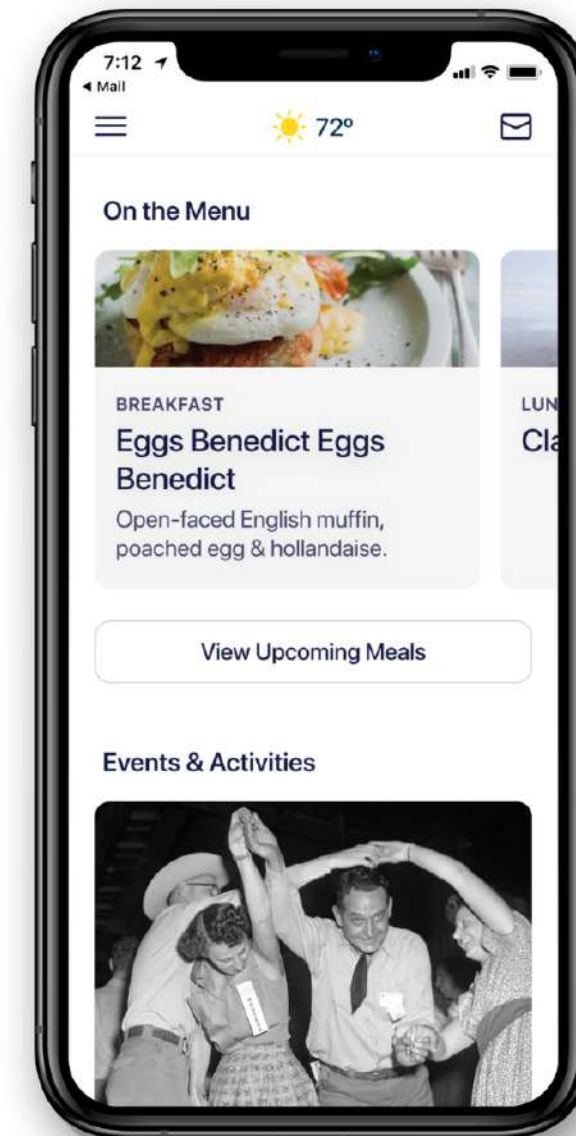 7:12
Mail
72°
On the Menu
BREAKFAST
Eggs Benedict Eggs
Benedict
Open-faced English muffin,
poached egg & hollandaise.
LUN
Cla
View Upcoming Meals
Events & Activities